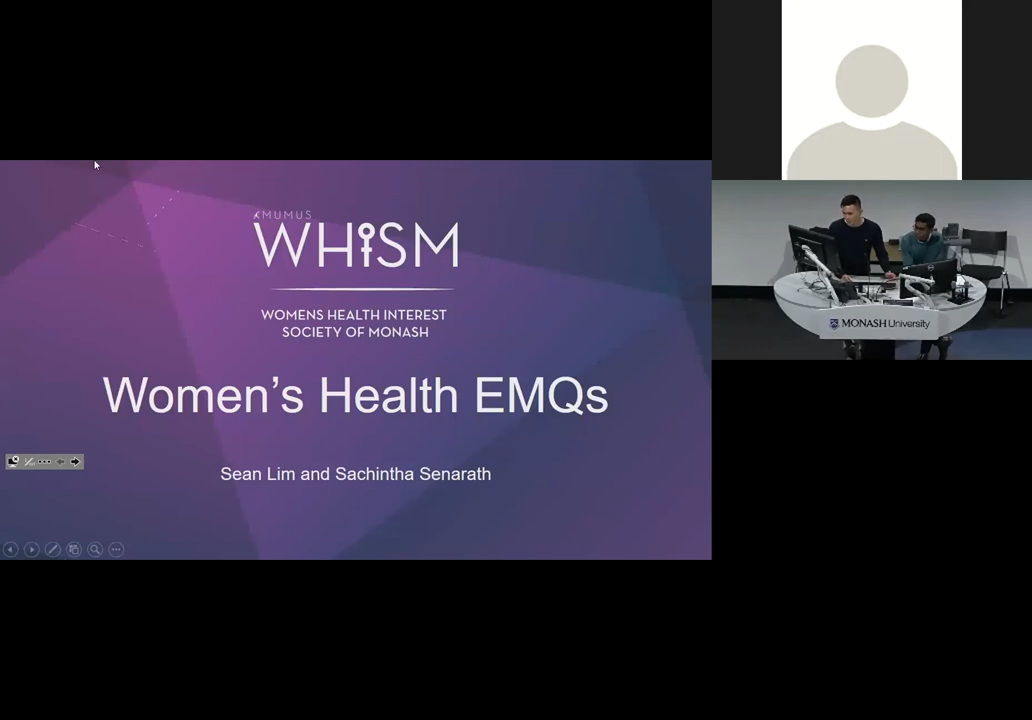 MUMUS
WHISM
WOMENS HEALTH INTEREST
SOCIETY OF MONASH
Women's Health EMQs
Sean Lim and Sachintha Senarath
MONASH University